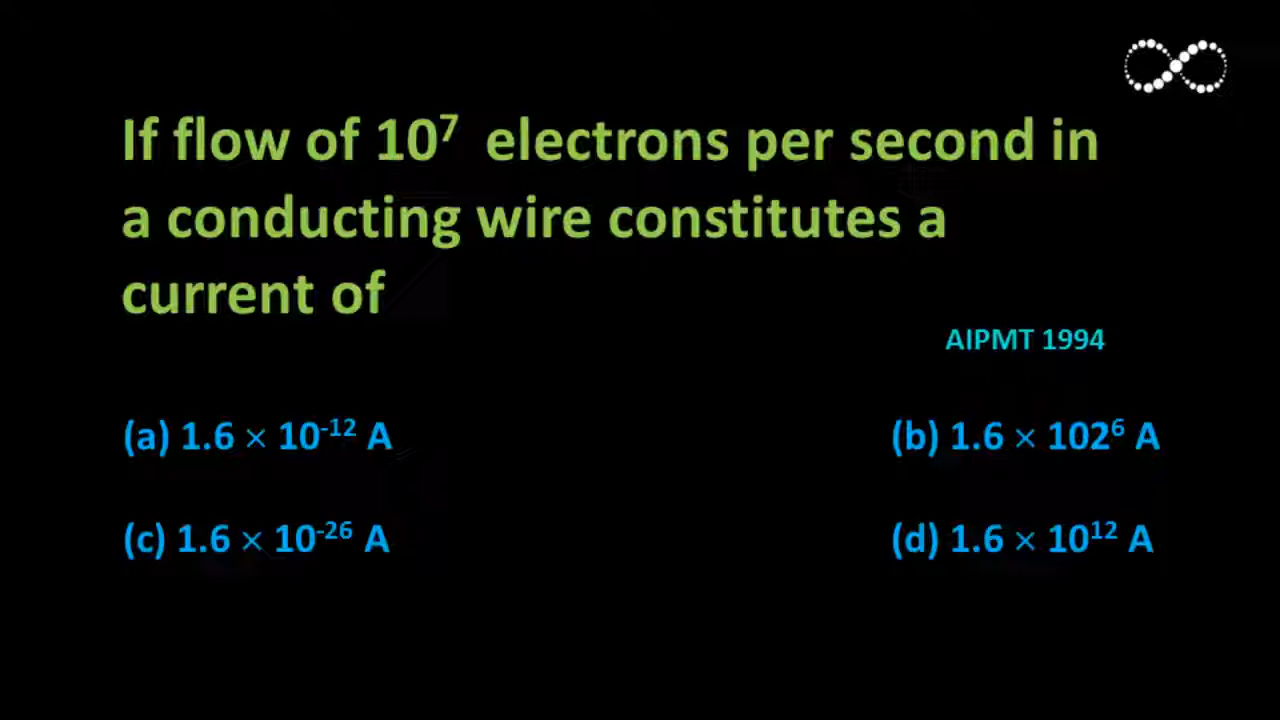 If flow of 10⁷ electrons per second in
a conducting wire constitutes a
current of
AIPMT 1994
(a) 1.6 × 10⁻¹² A
(b) 1.6 × 102⁶ A
(c) 1.6 × 10⁻²⁶ A
(d) 1.6 × 10¹² A